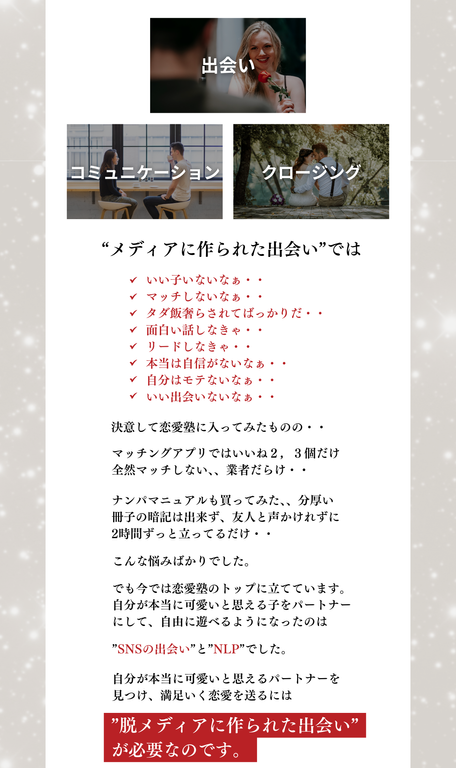 出会い
コミュニケーション
クロージング
“メディアに作られた出会い”では
✓ いい子いないなぁ・・
✓ マッチしないなぁ・・
✓ タダ飯奢らされてばっかりだ・・
✓ 面白い話しなきゃ・・
✓ リードしなきゃ・・
✓ 本当は自信がないなぁ・・
✓ 自分はモテないなぁ・・
✓ いい出会いないなぁ・・
決意して恋愛塾に入ってみたものの・・
マッチングアプリではいいね２，３個だけ
全然マッチしない、、業者だらけ・・
ナンパマニュアルも買ってみた、、分厚い
冊子の暗記は出来ず、友人と声かけれずに
2時間ずっと立ってるだけ・・
こんな悩みばかりでした。
でも今では恋愛塾のトップに立てています。
自分が本当に可愛いと思える子をパートナー
にして、自由に遊べるようになったのは
”SNSの出会い”と”NLP”でした。
自分が本当に可愛いと思えるパートナーを
見つけ、満足いく恋愛を送るには
”脱メディアに作られた出会い”
が必要なのです。